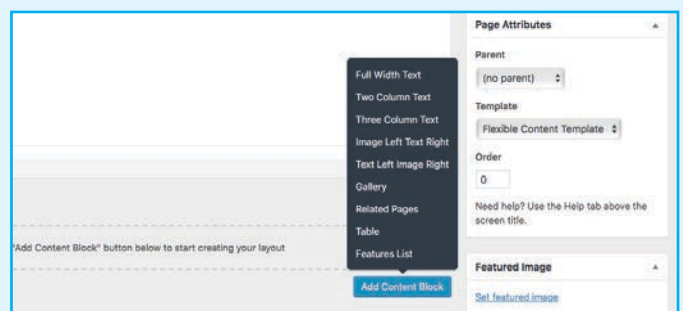 Full Width Text
Two Column Text
Three Column Text
Image Left Text Right
Text Left Image Right
Gallery
Related Pages
Table
Features List
"Add Content Block" button below to start creating your layout
Add Content Block
Page Attributes
Parent
(no parent)
Template
Flexible Content Template
Order
0
Need help? Use the Help tab above the
screen title.
Featured Image
Set featured image